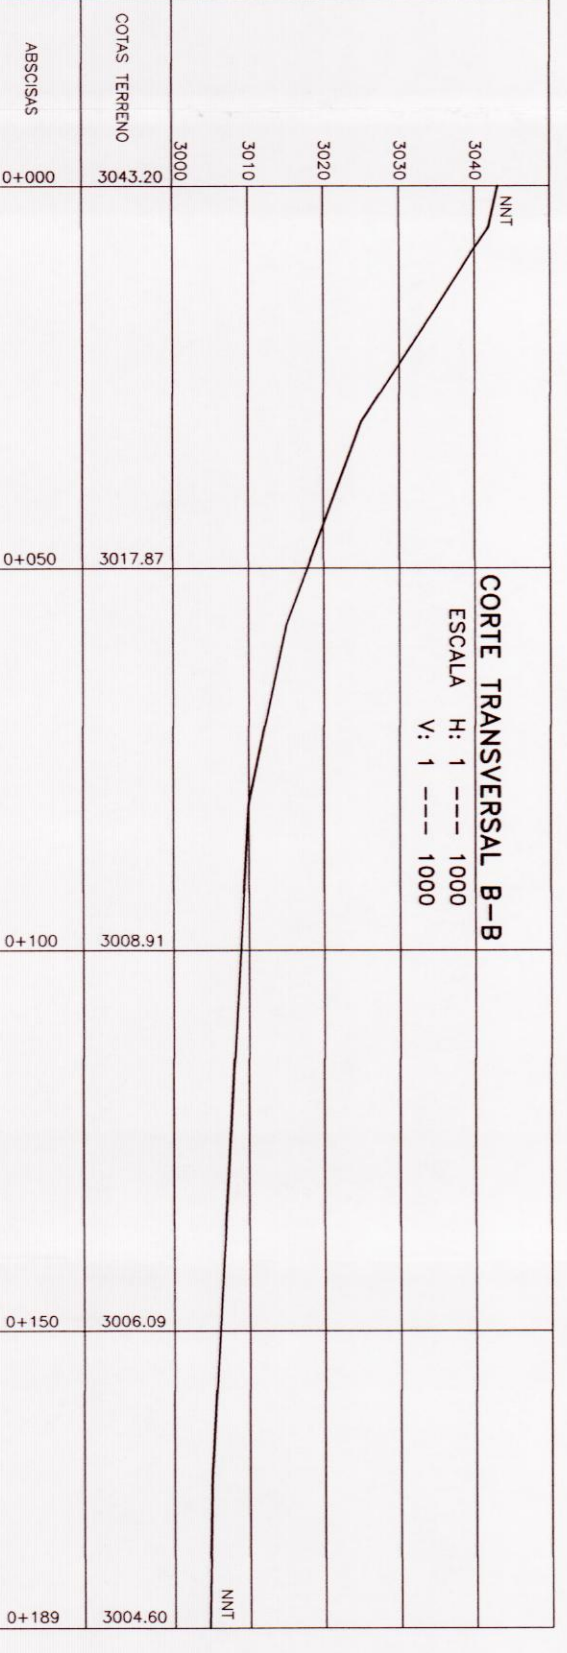 CORTE TRANSVERSAL B-B
ESCALA H: 1 --- 1000
V: 1 --- 1000
NNT
3040
3030
3020
3010
3000
NNT
COTAS TERRENO
3043.20
3017.87
3008.91
3006.09
3004.60
ABSCISAS
0+000
0+050
0+100
0+150
0+189